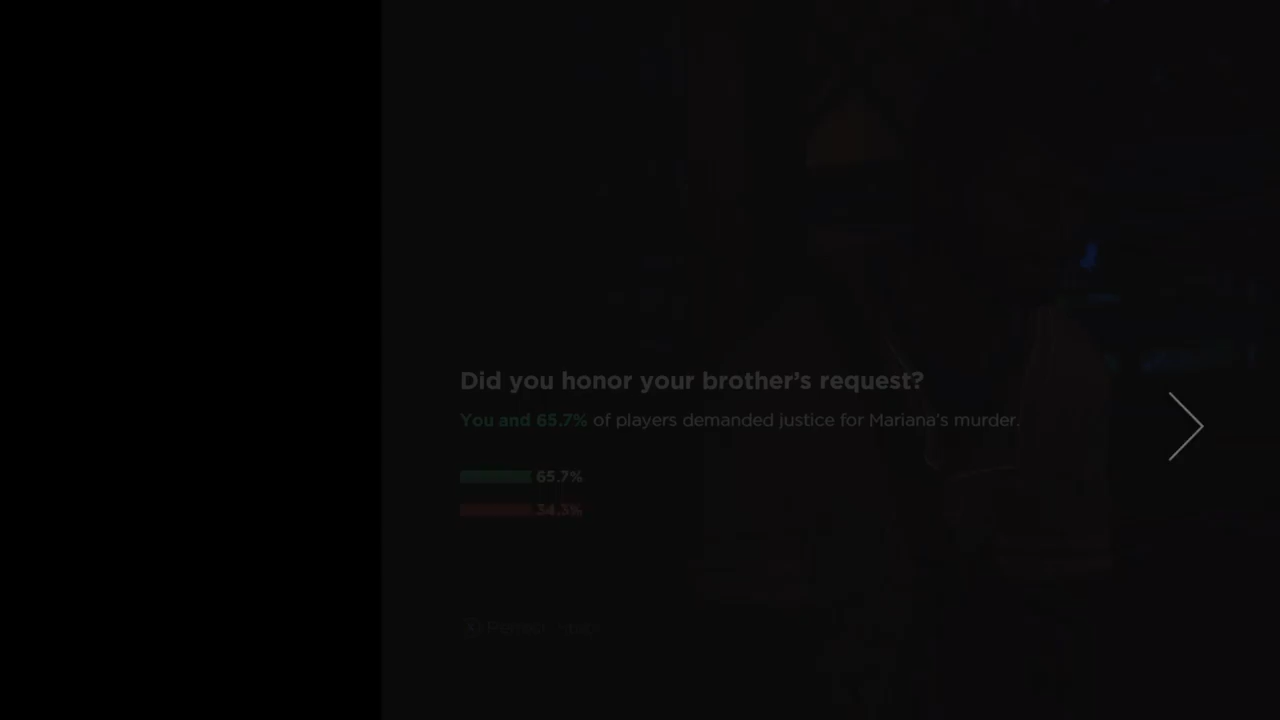 Did you honor your brother’s request?
You and 65.7% of players demanded justice for Mariana’s murder.
65.7%
34.3%